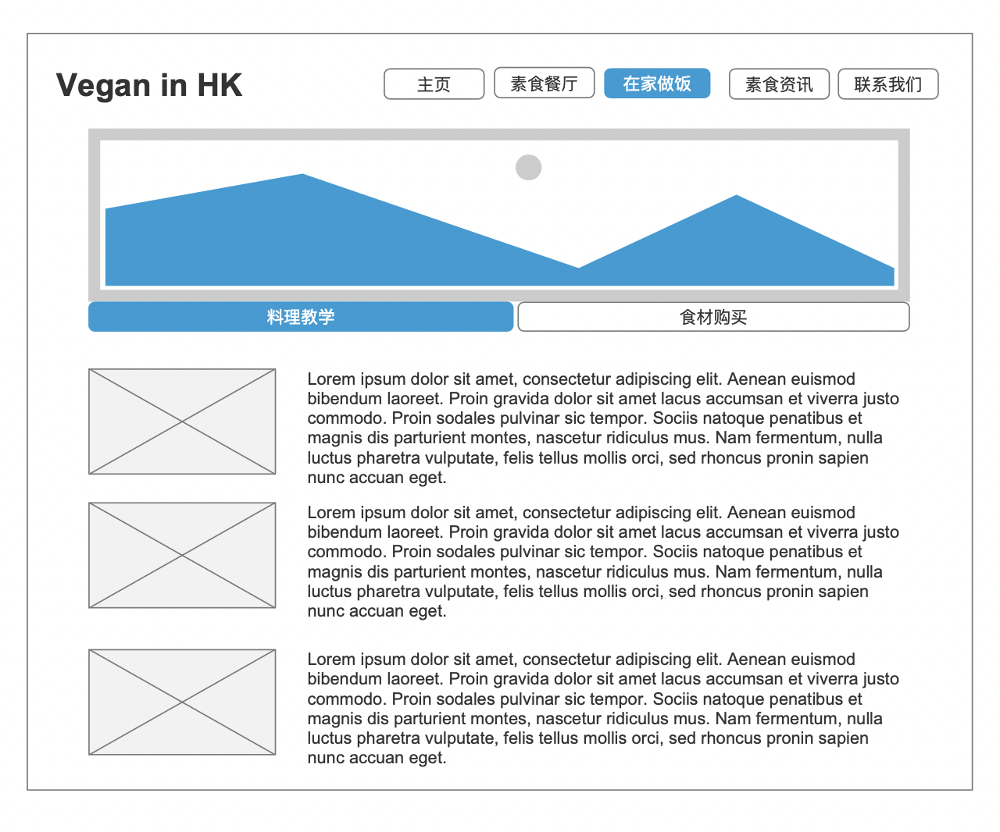 Vegan in HK
主页
素食餐厅
在家做饭
素食资讯
联系我们
料理教学
食材购买
Lorem ipsum dolor sit amet, consectetur adipiscing elit. Aenean euismod
bibendum laoreet. Proin gravida dolor sit amet lacus accumsan et viverra justo
commodo. Proin sodales pulvinar sic tempor. Sociis natoque penatibus et
magnis dis parturient montes, nascetur ridiculus mus. Nam fermentum, nulla
luctus pharetra vulputate, felis tellus mollis orci, sed rhoncus pronin sapien
nunc accuan eget.
Lorem ipsum dolor sit amet, consectetur adipiscing elit. Aenean euismod
bibendum laoreet. Proin gravida dolor sit amet lacus accumsan et viverra justo
commodo. Proin sodales pulvinar sic tempor. Sociis natoque penatibus et
magnis dis parturient montes, nascetur ridiculus mus. Nam fermentum, nulla
luctus pharetra vulputate, felis tellus mollis orci, sed rhoncus pronin sapien
nunc accuan eget.
Lorem ipsum dolor sit amet, consectetur adipiscing elit. Aenean euismod
bibendum laoreet. Proin gravida dolor sit amet lacus accumsan et viverra justo
commodo. Proin sodales pulvinar sic tempor. Sociis natoque penatibus et
magnis dis parturient montes, nascetur ridiculus mus. Nam fermentum, nulla
luctus pharetra vulputate, felis tellus mollis orci, sed rhoncus pronin sapien
nunc accuan eget.